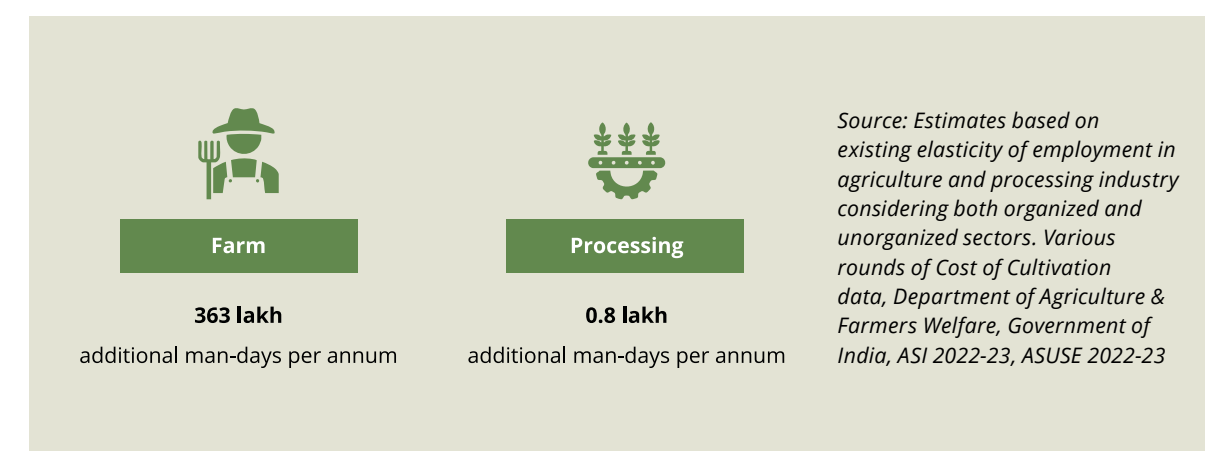 Farm
363 lakh
additional man-days per annum
Processing
0.8 lakh
additional man-days per annum
Source: Estimates based on
existing elasticity of employment in
agriculture and processing industry
considering both organized and
unorganized sectors. Various
rounds of Cost of Cultivation
data, Department of Agriculture &
Farmers Welfare, Government of
India, ASI 2022-23, ASUSE 2022-23